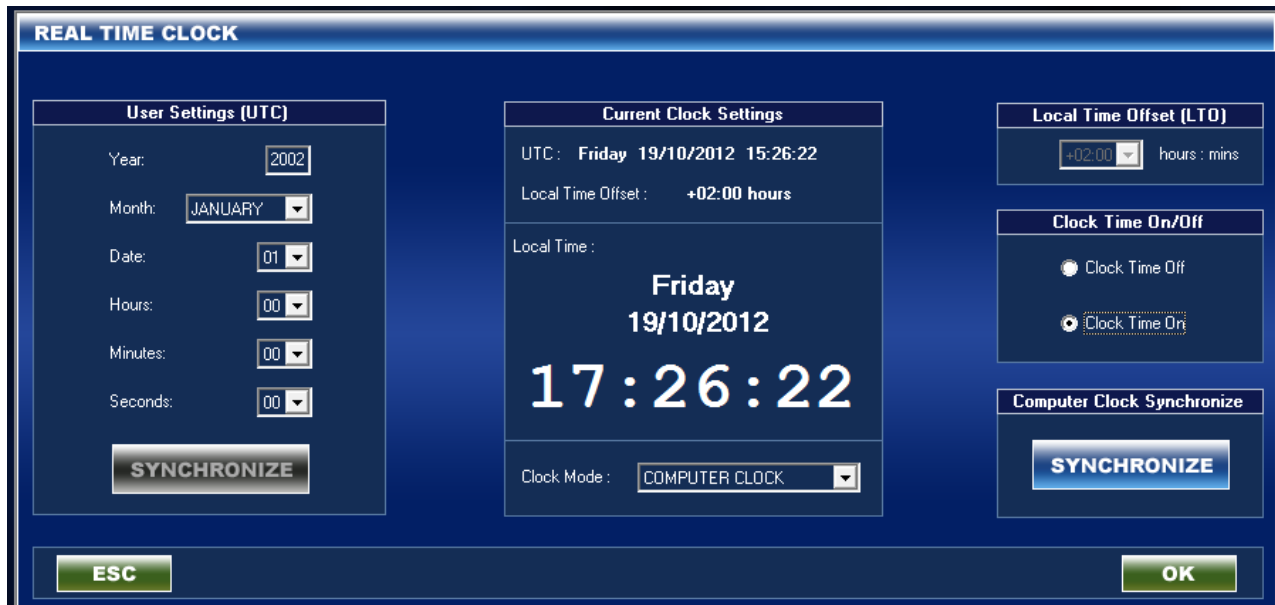 REAL TIME CLOCK
User Settings (UTC)
Year: 2002
Month: JANUARY
Date: 01
Hours: 00
Minutes: 00
Seconds: 00
SYNCHRONIZE
Current Clock Settings
UTC : Friday 19/10/2012 15:26:22
Local Time Offset : +02:00 hours
Local Time :
Friday
19/10/2012
17:26:22
Clock Mode : COMPUTER CLOCK
Local Time Offset (LTO)
+02:00 hours : mins
Clock Time On/Off
Clock Time Off
Clock Time On
Computer Clock Synchronize
SYNCHRONIZE
ESC
OK